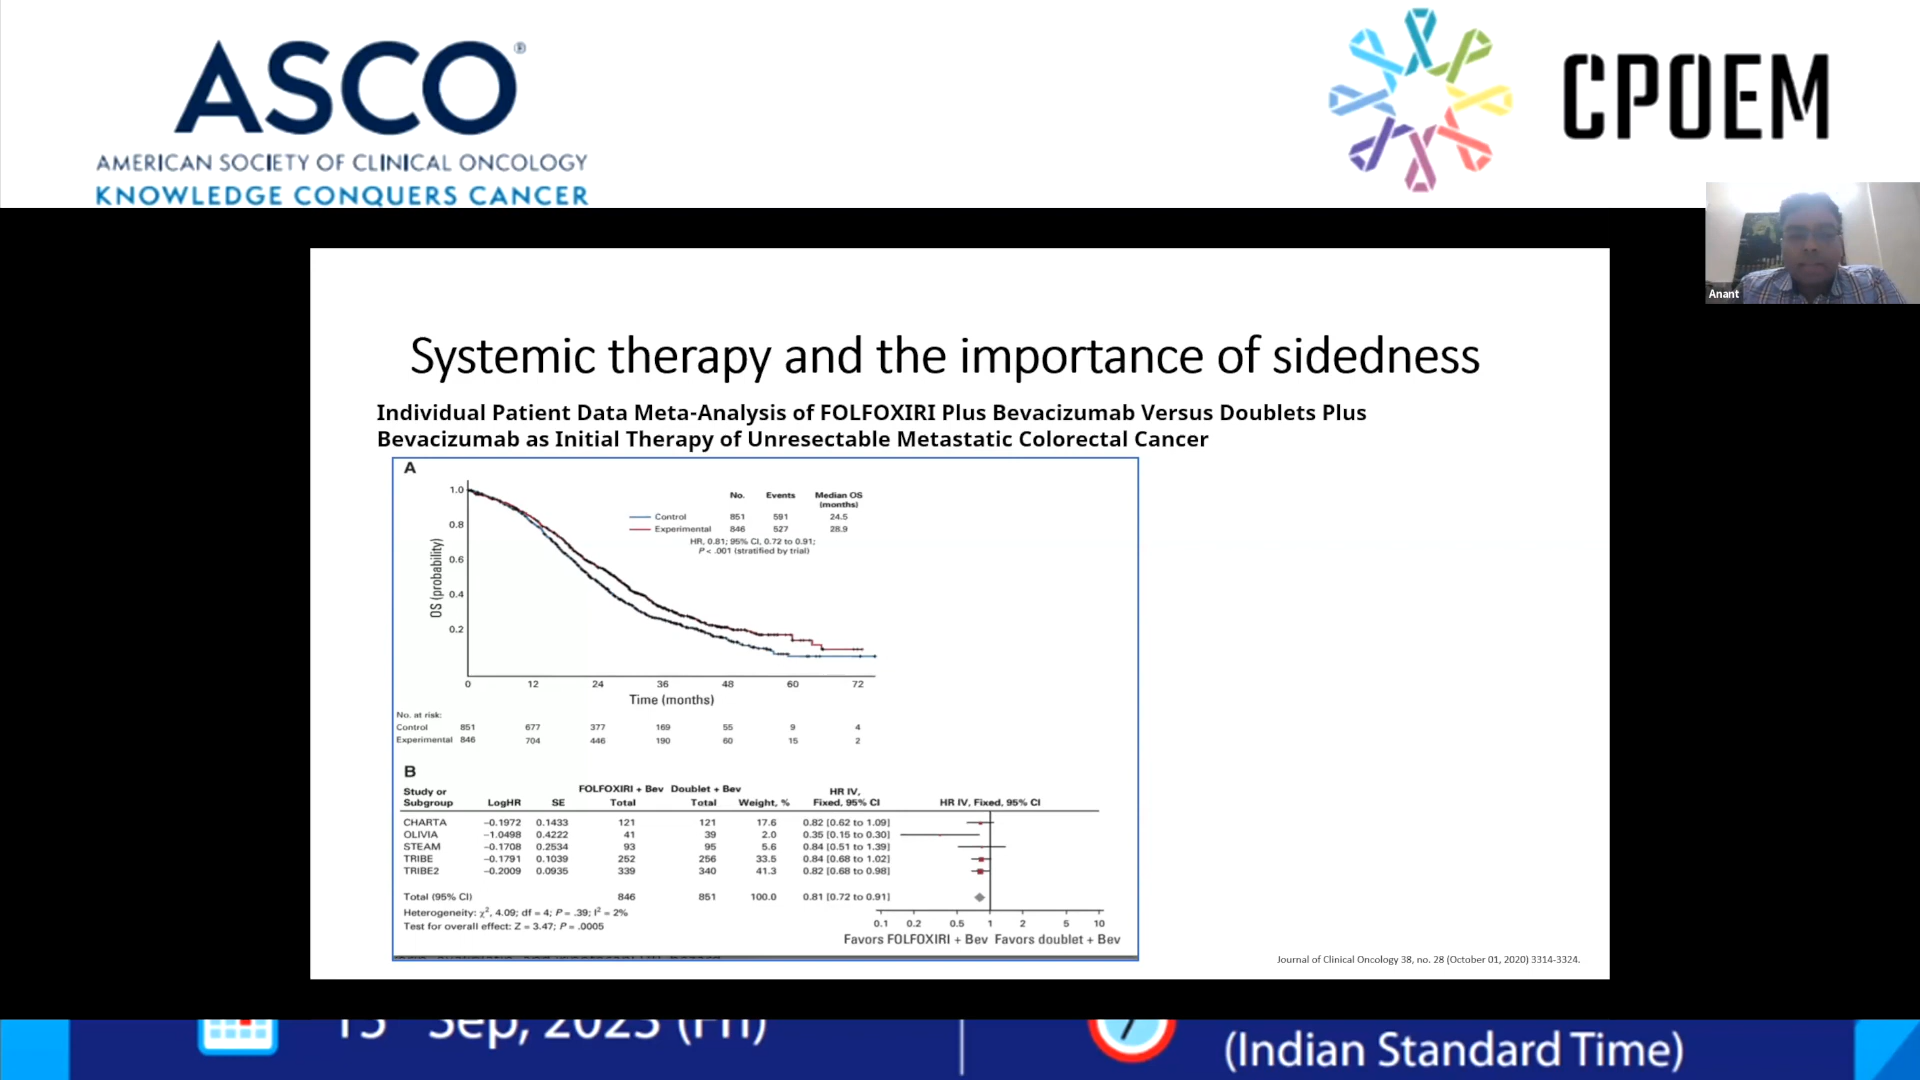 ASCO®
AMERICAN SOCIETY OF CLINICAL ONCOLOGY
KNOWLEDGE CONQUERS CANCER
CPOEM
Anant
Systemic therapy and the importance of sidedness
Individual Patient Data Meta-Analysis of FOLFOXIRI Plus Bevacizumab Versus Doublets Plus
Bevacizumab as Initial Therapy of Unresectable Metastatic Colorectal Cancer
A
No. Events Median OS
(months)
Control 851 591 24.5
Experimental 846 527 28.9
HR, 0.81; 95% CI, 0.72 to 0.91;
P < .001 (stratified by trial)
OS (probability)
1.0
0.8
0.6
0.4
0.2
0 12 24 36 48 60 72
Time (months)
No. at risk:
Control 851 677 377 169 55 9 4
Experimental 846 704 446 190 60 15 2
B
Study or FOLFOXIRI + Bev Doublet + Bev HR IV,
Subgroup LogHR SE Total Total Weight, % Fixed, 95% CI HR IV, Fixed, 95% CI
CHARTA −0.1972 0.1433 121 121 17.6 0.82 [0.62 to 1.09]
OLIVIA −1.0498 0.4222 41 39 2.0 0.35 [0.15 to 0.30]
STEAM −0.1708 0.2534 93 95 5.6 0.84 [0.51 to 1.39]
TRIBE −0.1791 0.1039 252 256 33.5 0.84 [0.68 to 1.02]
TRIBE2 −0.2009 0.0935 339 340 41.3 0.82 [0.68 to 0.98]
Total (95% CI) 846 851 100.0 0.81 [0.72 to 0.91]
Heterogeneity: χ², 4.09; df = 4; P = .39; I² = 2%
Test for overall effect: Z = 3.47; P = .0005
0.1 0.2 0.5 1 2 5 10
Favors FOLFOXIRI + Bev Favors doublet + Bev
Journal of Clinical Oncology 38, no. 28 (October 01, 2020) 3314-3324.
Sep, 2023 (Fri)
(Indian Standard Time)